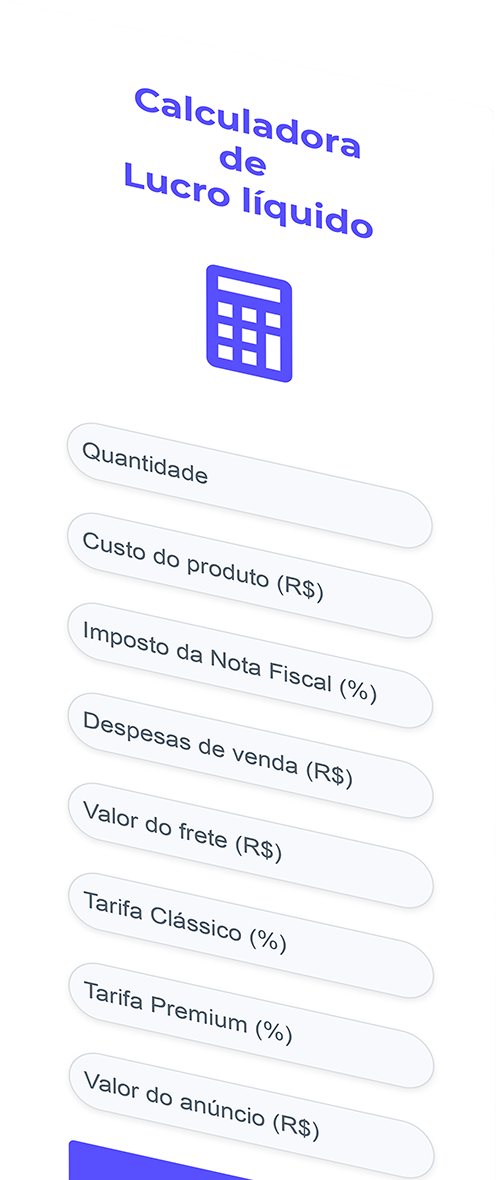 Calculadora
de
Lucro líquido
Quantidade
Custo do produto (R$)
Imposto da Nota Fiscal (%)
Despesas de venda (R$)
Valor do frete (R$)
Tarifa Clássico (%)
Tarifa Premium (%)
Valor do anúncio (R$)